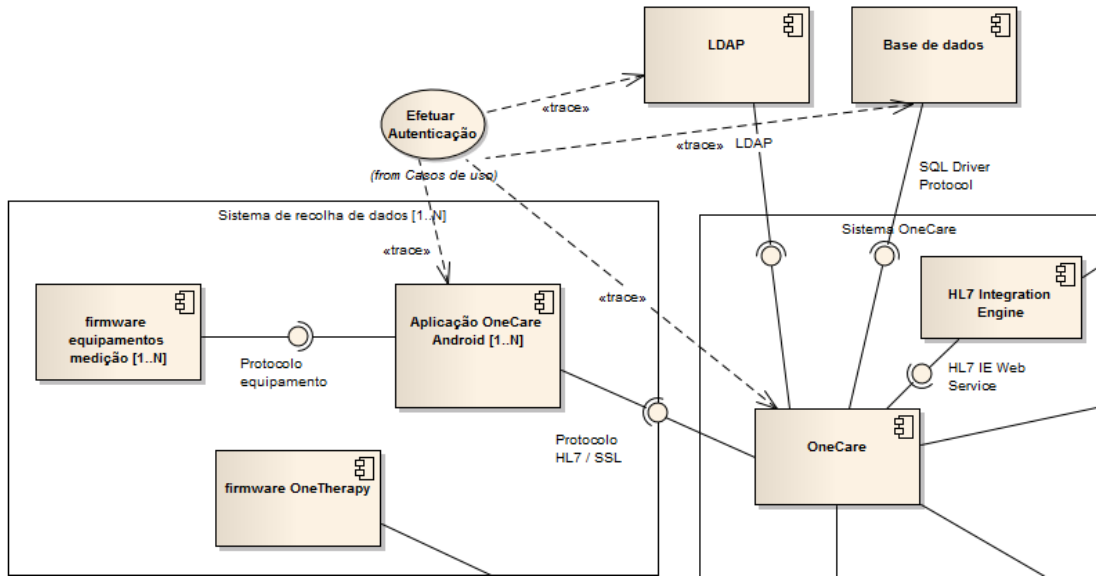 LDAP
Base de dados
«trace»
Efetuar
Autenticação
(from Casos de uso)
«trace»
LDAP
SQL Driver
Protocol
Sistema de recolha de dados [1..N]
Sistema OneCare
«trace»
«trace»
firmware
equipamentos
medição [1..N]
Protocolo
equipamento
Aplicação OneCare
Android [1..N]
HL7 Integration
Engine
HL7 IE Web
Service
Protocolo
HL7 / SSL
OneCare
firmware OneTherapy